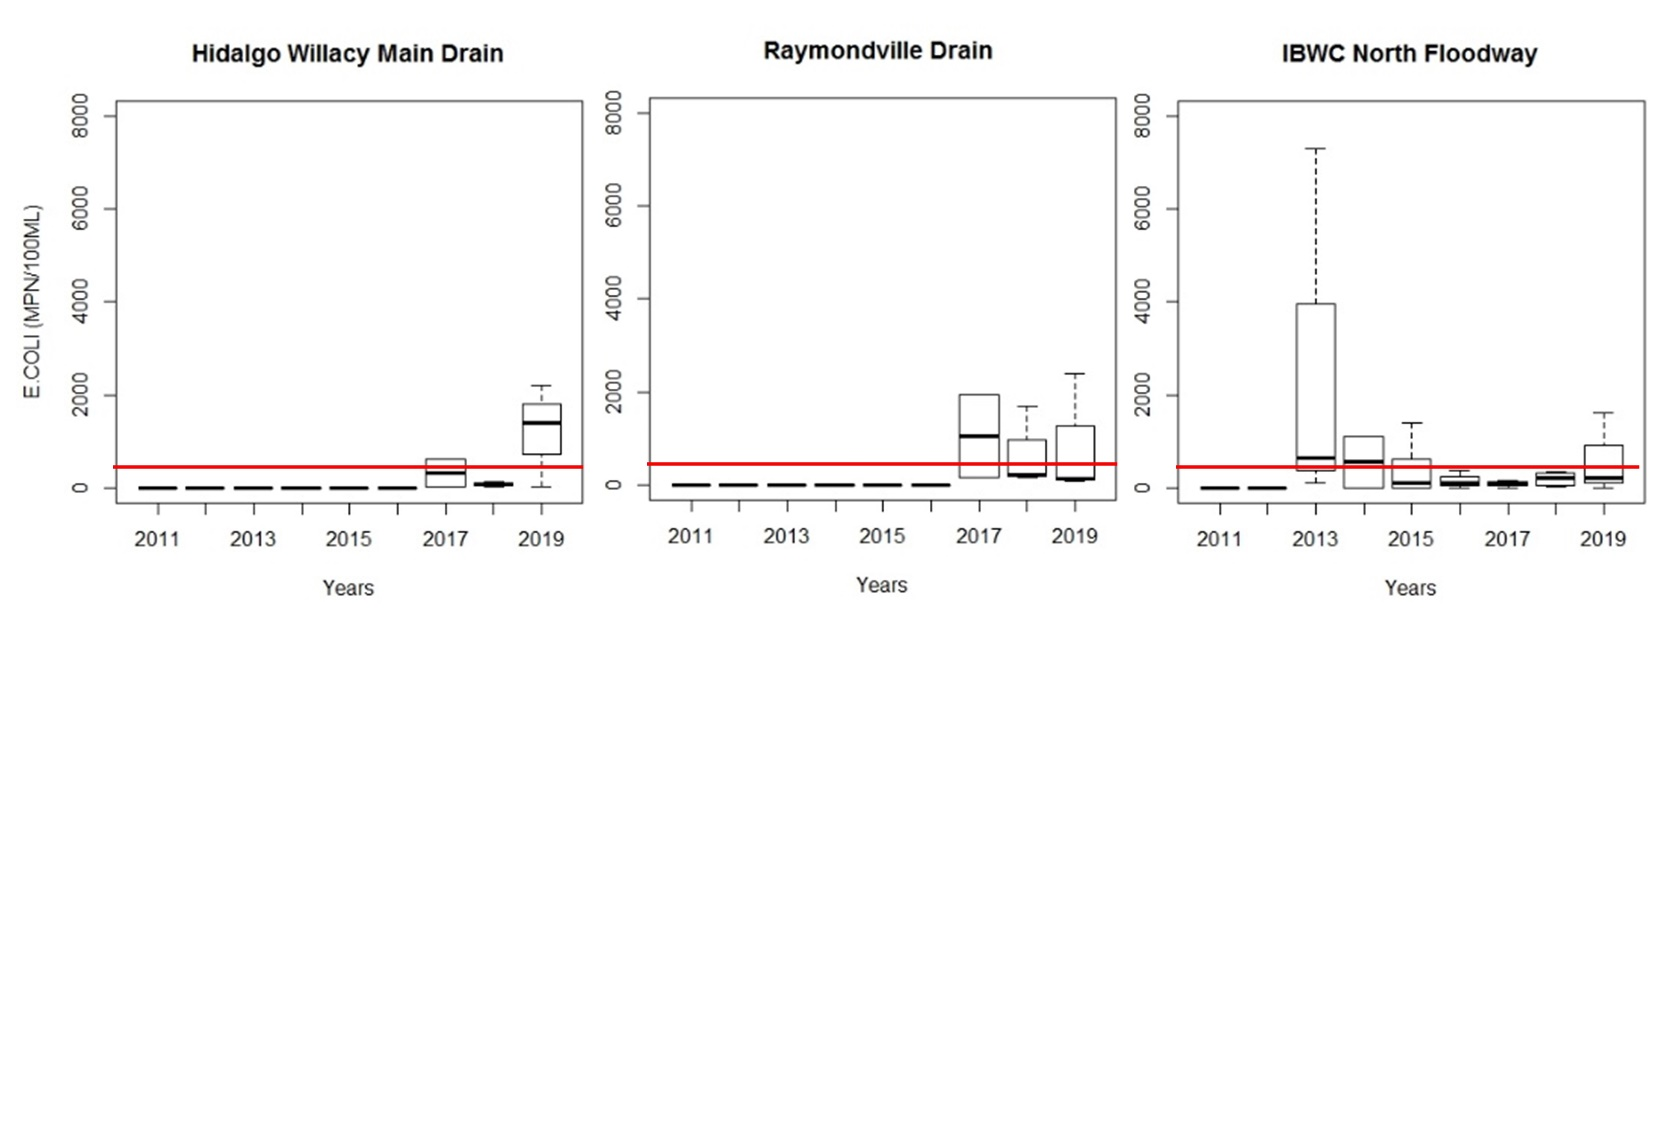 Hidalgo Willacy Main Drain
E.COLI (MPN/100ML)
8000
6000
4000
2000
0
2011 2013 2015 2017 2019
Years
Raymondville Drain
8000
6000
4000
2000
0
2011 2013 2015 2017 2019
Years
IBWC North Floodway
8000
6000
4000
2000
0
2011 2013 2015 2017 2019
Years